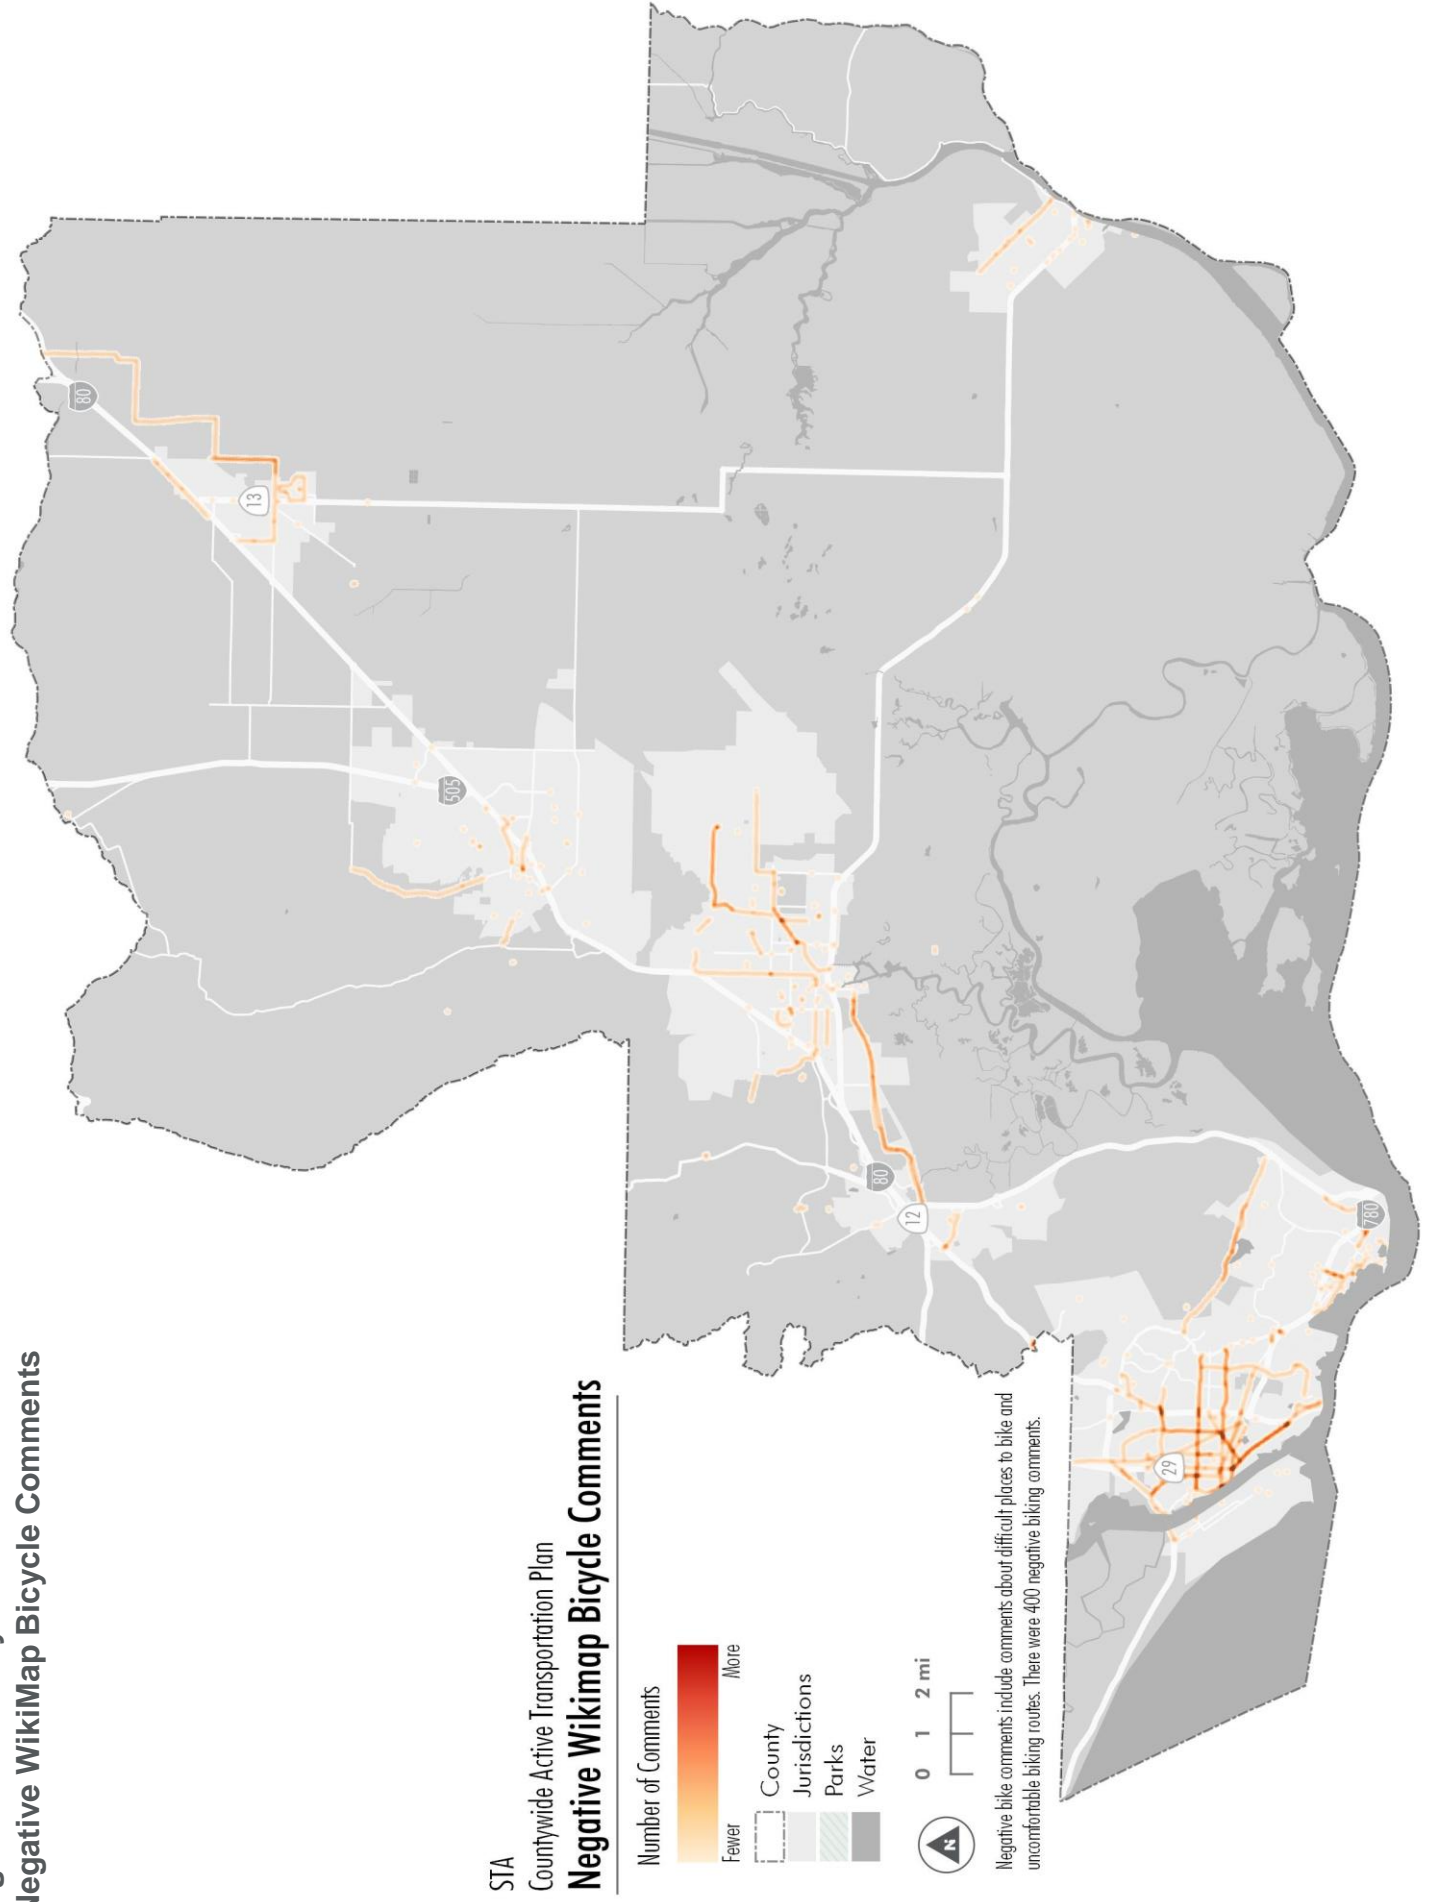 Negative WikiMap Bicycle Comments
STA
Countywide Active Transportation Plan
Negative Wikimap Bicycle Comments
Number of Comments
Fewer
More
County
Jurisdictions
Parks
Water
0 1 2 mi
N
Negative bike comments include comments about difficult places to bike and
uncomfortable biking routes. There were 400 negative biking comments.
80
13
505
80
12
780
29